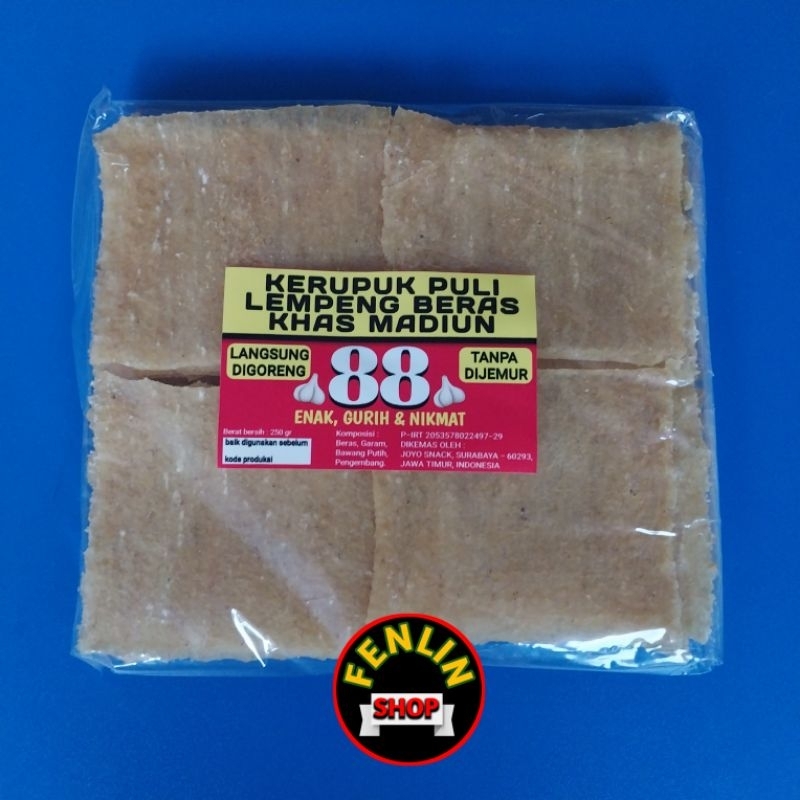 KERUPUK PULI
LEMPENG BERAS
KHAS MADIUN
LANGSUNG
DIGORENG
88
TANPA
DIJEMUR
ENAK, GURIH & NIKMAT
Berat bersih : 250 gr
baik digunakan sebelum
kode produksi
Komposisi :
Beras, Garam,
Bawang Putih,
Pengembang.
P-IRT 2053578022497-29
DIKEMAS OLEH :
JOYO SNACK, SURABAYA - 60293,
JAWA TIMUR, INDONESIA
FENLIN
SHOP